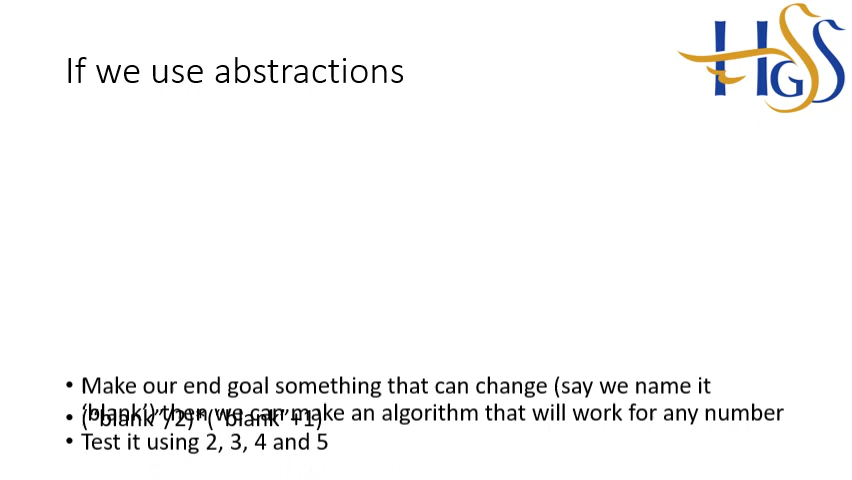 If we use abstractions
HGSS
• Make our end goal something that can change (say we name it
'blank') then we can make an algorithm that will work for any number
• ("blank"/2)*("blank"+1)
• Test it using 2, 3, 4 and 5